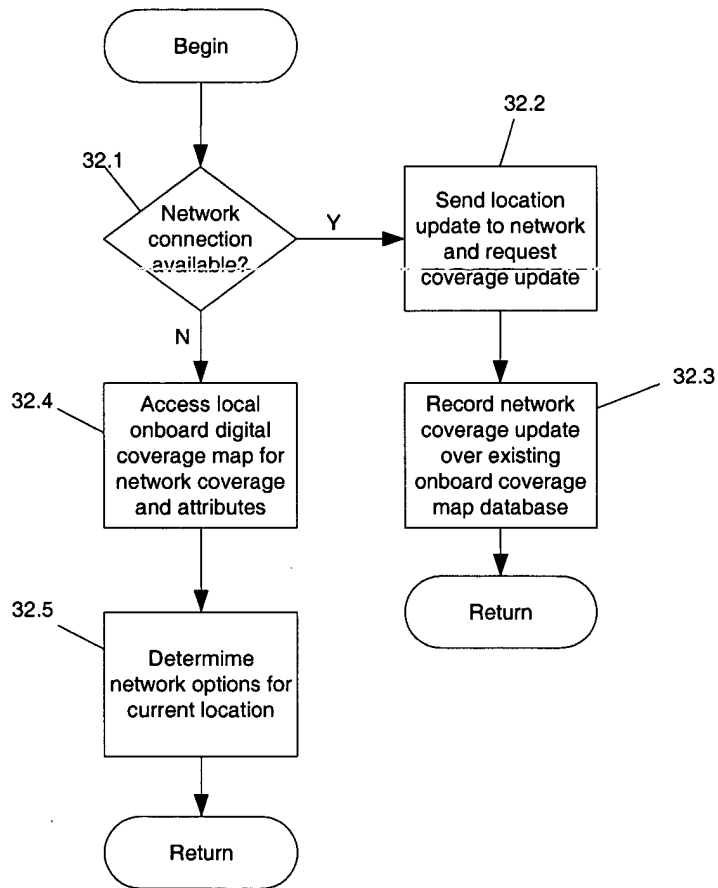 Begin
32.1
Network
connection
available?
Y
N
32.2
Send location
update to network
and request
coverage update
32.3
Record network
coverage update
over existing
onboard coverage
map database
Return
32.4
Access local
onboard digital
coverage map for
network coverage
and attributes
32.5
Determime
network options for
current location
Return